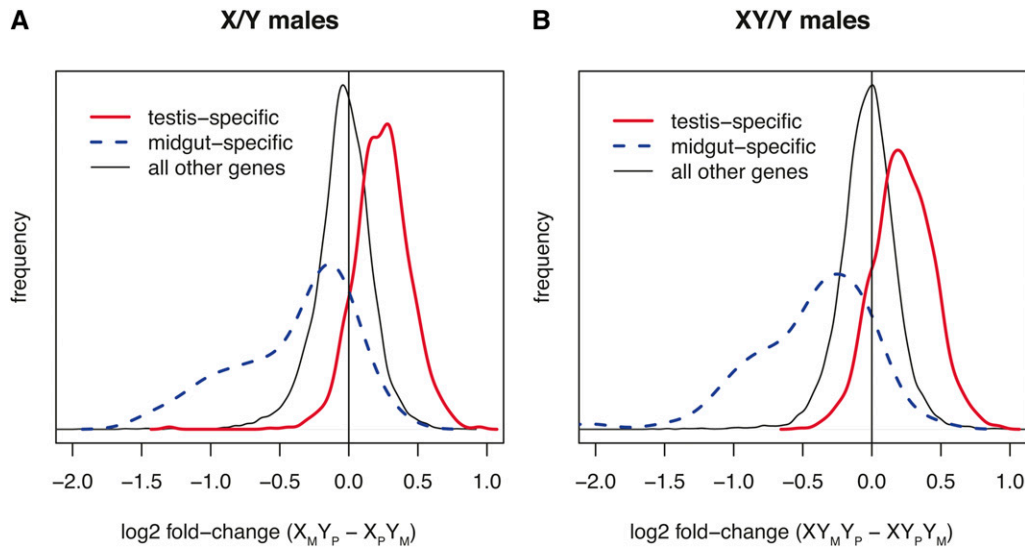 A
X/Y males
testis−specific
midgut−specific
all other genes
frequency
−2.0 −1.5 −1.0 −0.5 0.0 0.5 1.0
log2 fold−change (XMYP − XPYM)
B
XY/Y males
testis−specific
midgut−specific
all other genes
frequency
−2.0 −1.5 −1.0 −0.5 0.0 0.5 1.0
log2 fold−change (XYMYP − XYPYM)